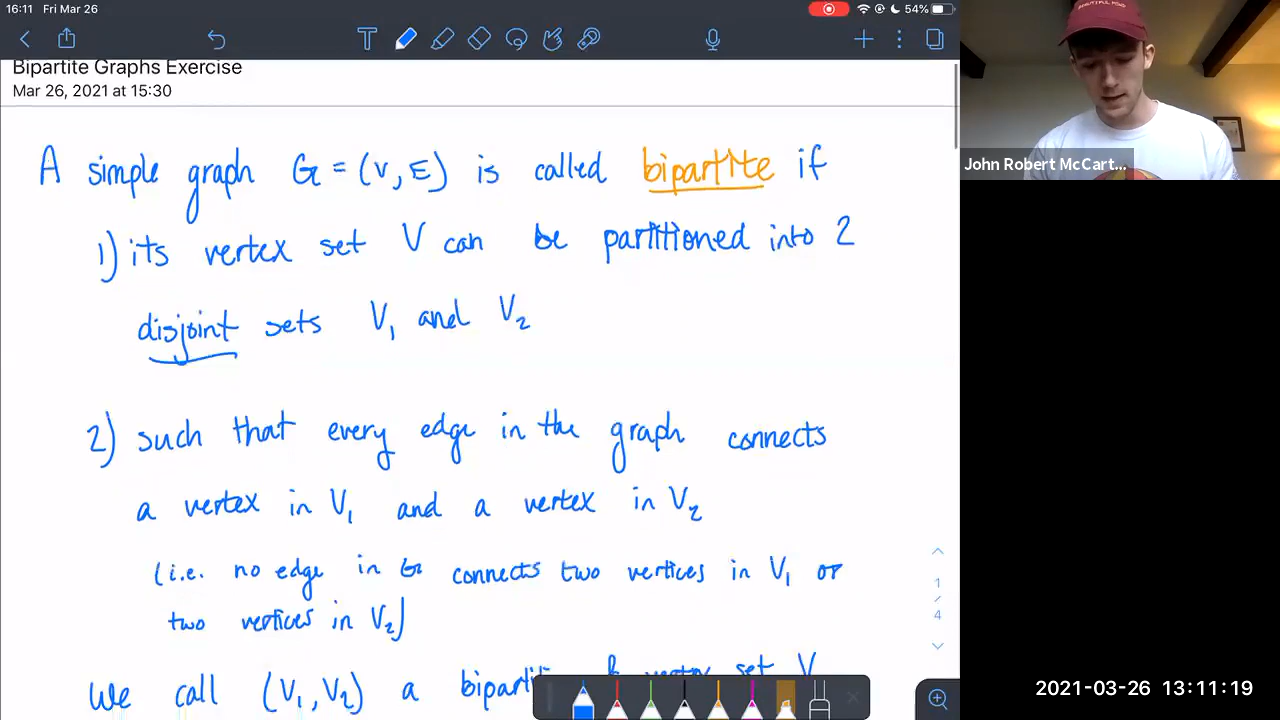 16:11 Fri Mar 26
54%
Bipartite Graphs Exercise
Mar 26, 2021 at 15:30
A simple graph G = (V, E) is called bipartite if
1) its vertex set V can be partitioned into 2
disjoint sets V₁ and V₂
2) such that every edge in the graph connects
a vertex in V₁ and a vertex in V₂
(i.e. no edge in G connects two vertices in V₁ or
two vertices in V₂)
We call (V₁, V₂) a set V
1
/
4
John Robert McCart...
2021-03-26 13:11:19